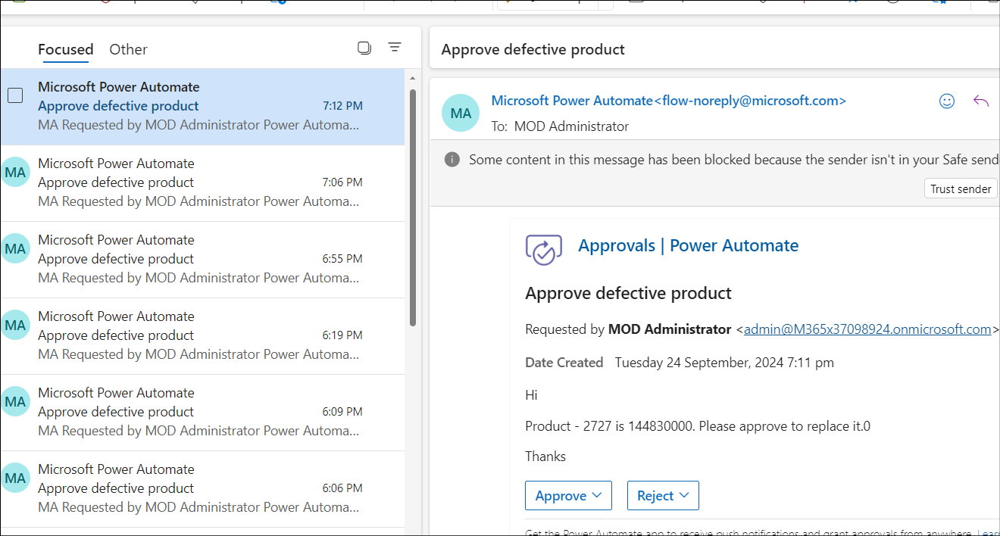 Focused Other
Microsoft Power Automate
Approve defective product 7:12 PM
MA Requested by MOD Administrator Power Automa...
MA
Microsoft Power Automate
Approve defective product 7:06 PM
MA Requested by MOD Administrator Power Automa...
MA
Microsoft Power Automate
Approve defective product 6:55 PM
MA Requested by MOD Administrator Power Automa...
MA
Microsoft Power Automate
Approve defective product 6:19 PM
MA Requested by MOD Administrator Power Automa...
MA
Microsoft Power Automate
Approve defective product 6:09 PM
MA Requested by MOD Administrator Power Automa...
MA
Microsoft Power Automate
Approve defective product 6:06 PM
MA Requested by MOD Administrator Power Automa...
Approve defective product
MA
Microsoft Power Automate<flow-noreply@microsoft.com>
To: MOD Administrator
Some content in this message has been blocked because the sender isn't in your Safe send
Trust sender
Approvals | Power Automate
Approve defective product
Requested by MOD Administrator <admin@M365x37098924.onmicrosoft.com>
Date Created Tuesday 24 September, 2024 7:11 pm
Hi
Product - 2727 is 144830000. Please approve to replace it.0
Thanks
Approve Reject
Get the Power Automate app to receive push notifications and grant approvals from anywhere. Lear